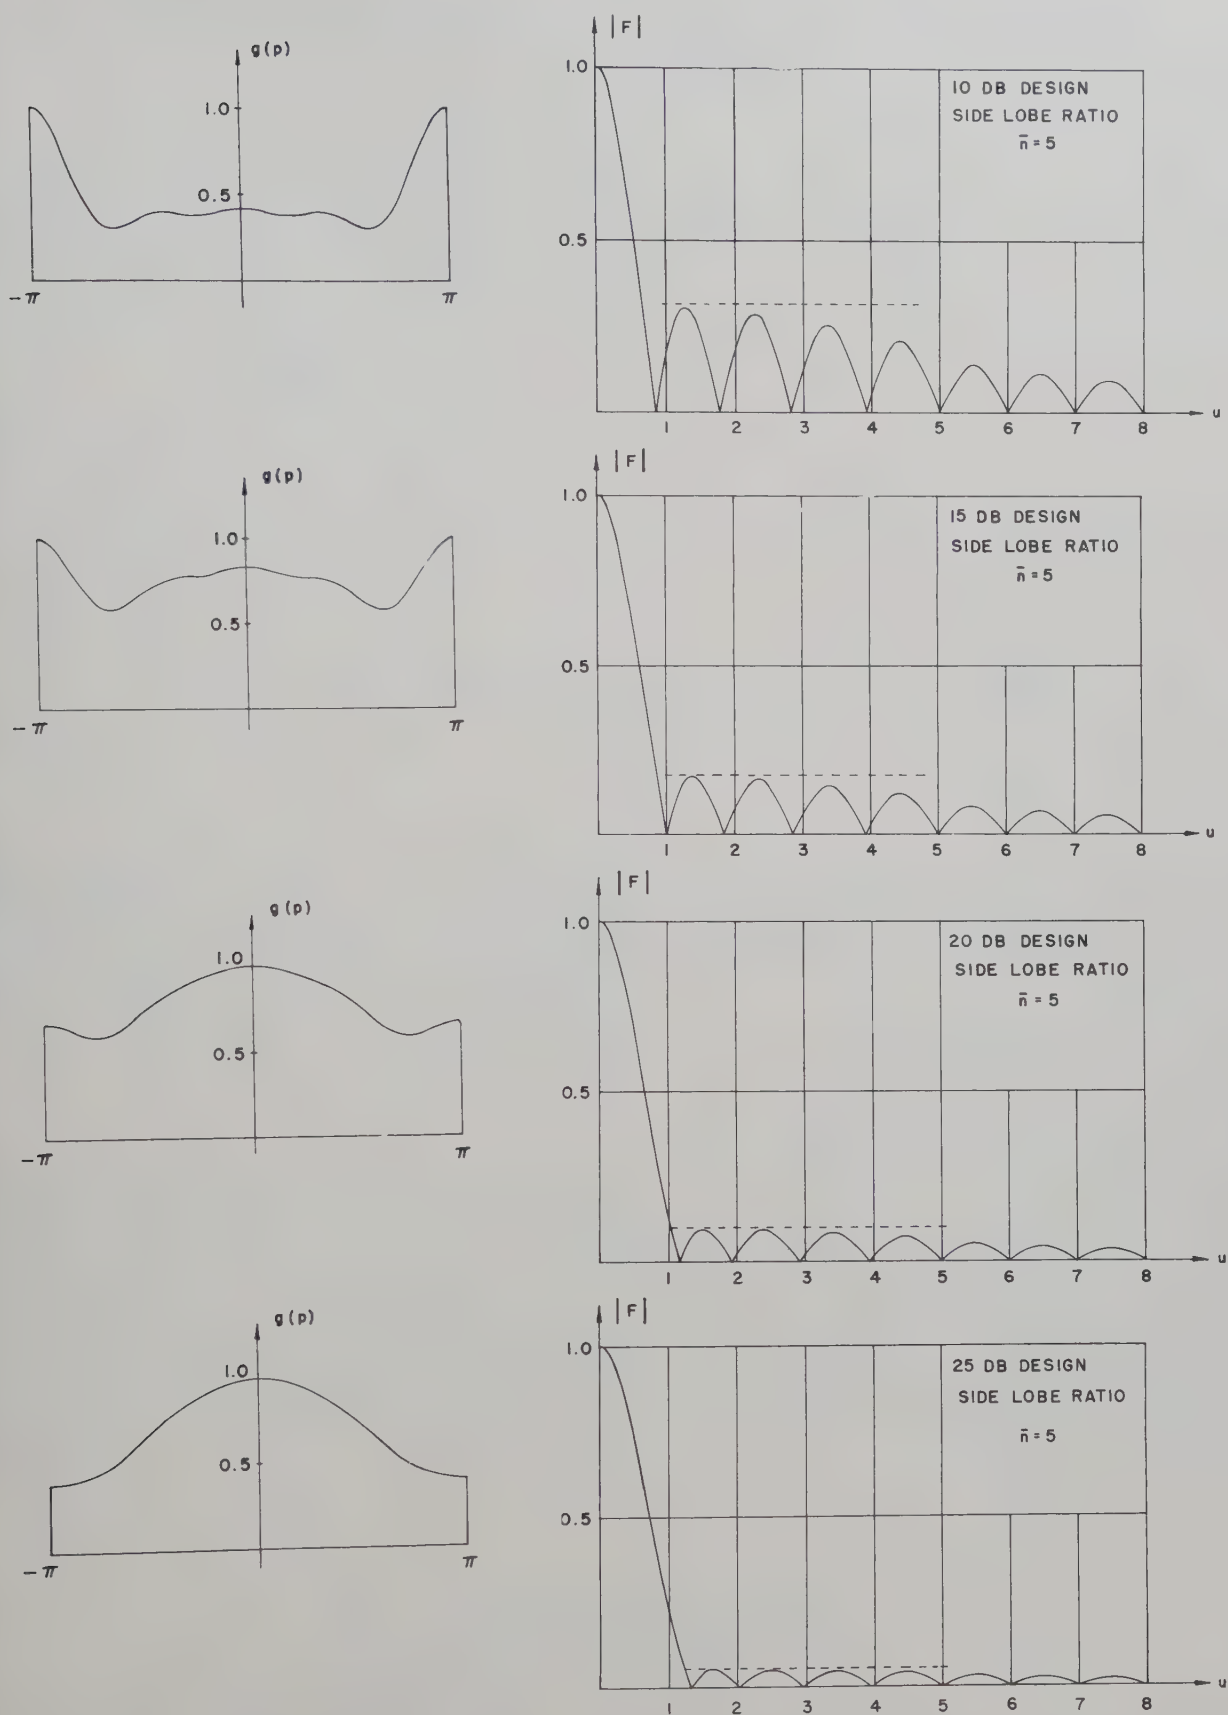 g(p)
1.0
0.5
-π π
|F|
1.0
10 DB DESIGN
SIDE LOBE RATIO
n̄ = 5
0.5
1 2 3 4 5 6 7 8 u
g(p)
1.0
0.5
-π π
|F|
1.0
15 DB DESIGN
SIDE LOBE RATIO
n̄ = 5
0.5
1 2 3 4 5 6 7 8 u
g(p)
1.0
0.5
-π π
|F|
1.0
20 DB DESIGN
SIDE LOBE RATIO
n̄ = 5
0.5
1 2 3 4 5 6 7 8 u
g(p)
1.0
0.5
-π π
|F|
1.0
25 DB DESIGN
SIDE LOBE RATIO
n̄ = 5
0.5
1 2 3 4 5 6 7 8 u